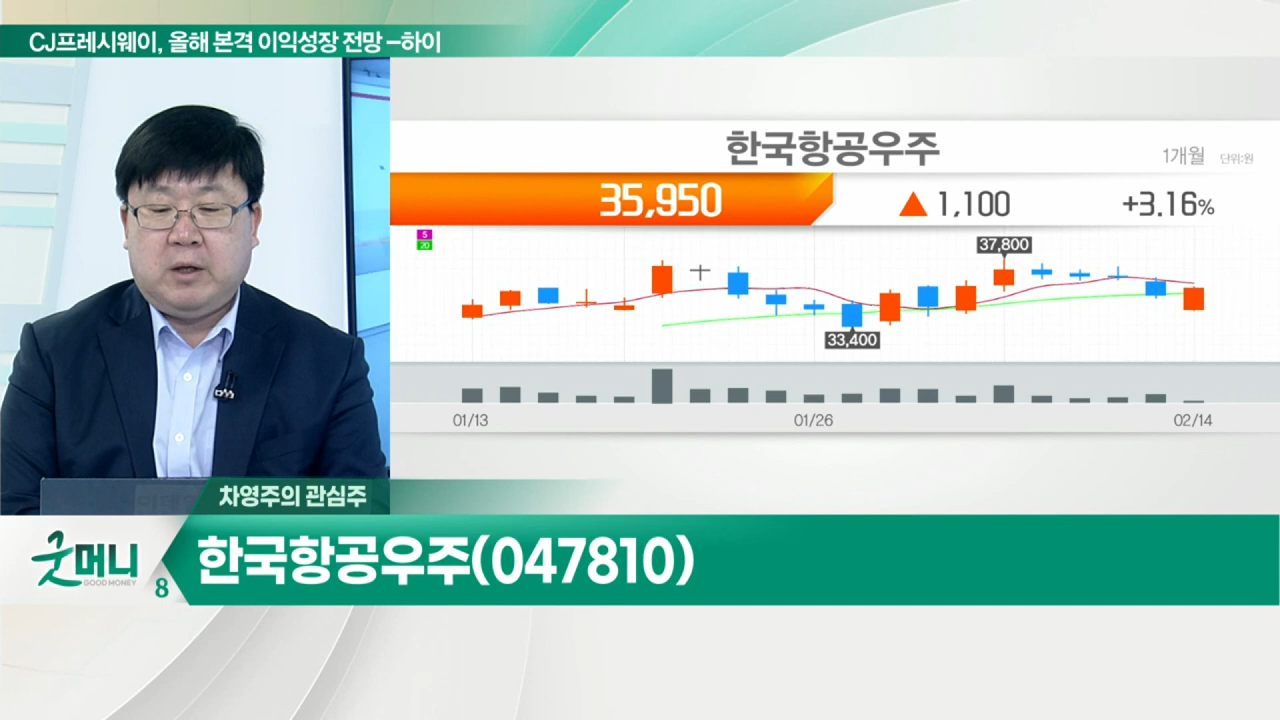 CJ프레시웨이, 올해 본격 이익성장 전망 -하이
한국항공우주
1개월 단위:원
35,950 ▲ 1,100 +3.16%
5
20
37,800
33,400
01/13 01/26 02/14
차영주의 관심주
굿머니
GOOD MONEY
8
한국항공우주(047810)